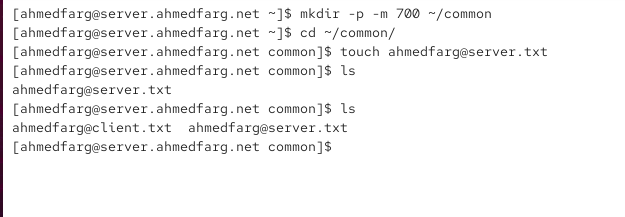 [ahmedfarg@server.ahmedfarg.net ~]$ mkdir -p -m 700 ~/common
[ahmedfarg@server.ahmedfarg.net ~]$ cd ~/common/
[ahmedfarg@server.ahmedfarg.net common]$ touch ahmedfarg@server.txt
[ahmedfarg@server.ahmedfarg.net common]$ ls
ahmedfarg@server.txt
[ahmedfarg@server.ahmedfarg.net common]$ ls
ahmedfarg@client.txt  ahmedfarg@server.txt
[ahmedfarg@server.ahmedfarg.net common]$